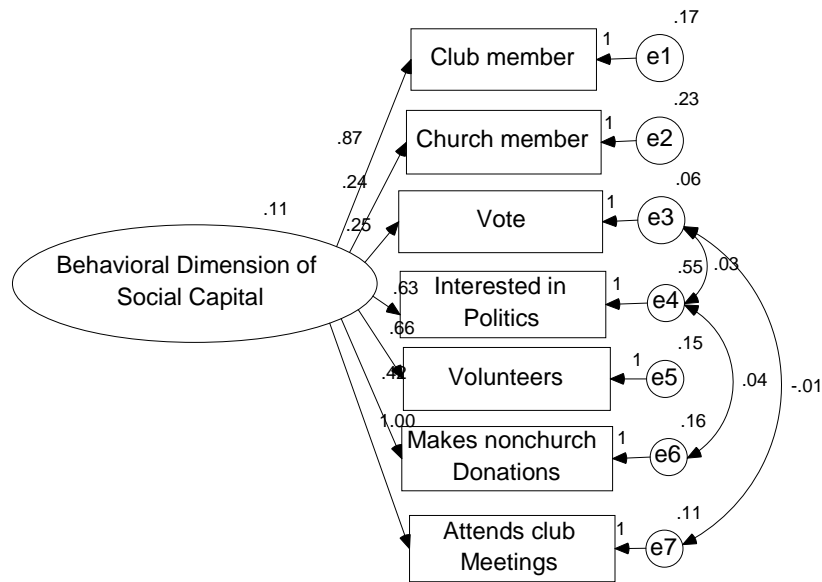 .17
Club member
1
e1
.87
.23
Church member
1
e2
.24
.06
.11
.25
Vote
1
e3
Behavioral Dimension of
Social Capital
.63
Interested in
Politics
1
e4
.55
.03
.66
.15
Volunteers
1
e5
.42
.04
-.01
1.00
.16
Makes nonchurch
Donations
1
e6
.11
Attends club
Meetings
1
e7